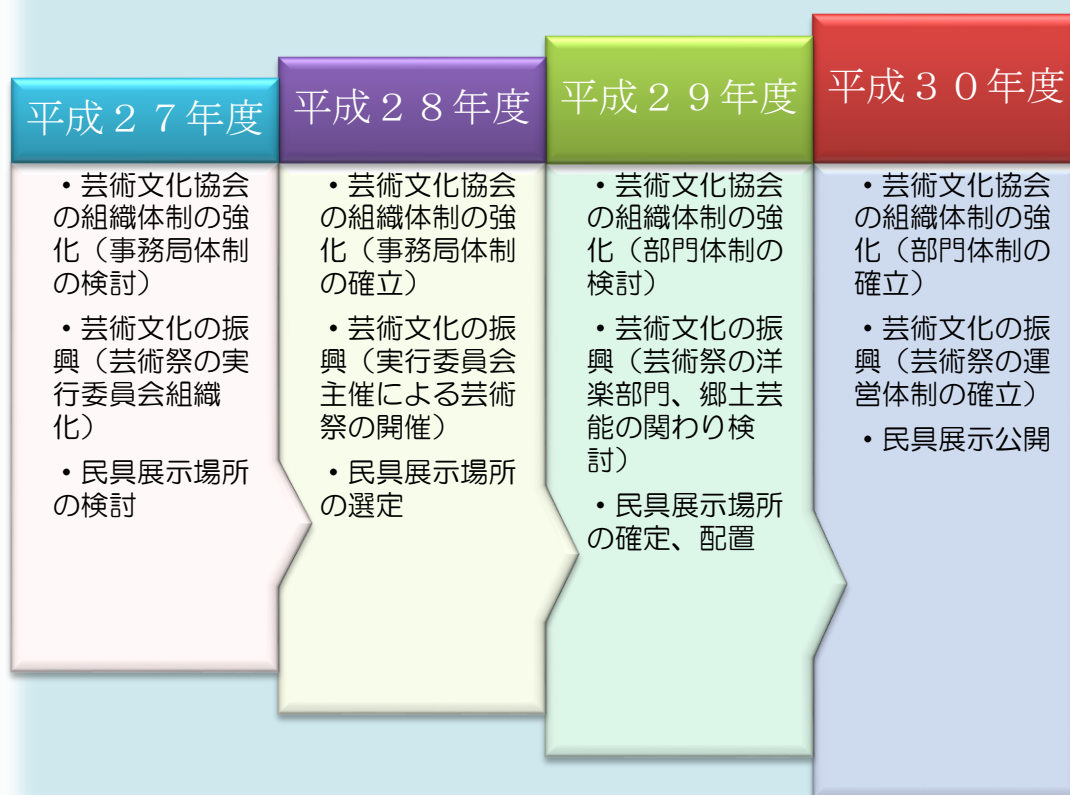 平成２７年度
・芸術文化協会
の組織体制の強
化（事務局体制
の検討）
・芸術文化の振
興（芸術祭の実
行委員会組織
化）
・民具展示場所
の検討
平成２８年度
・芸術文化協会
の組織体制の強
化（事務局体制
の確立）
・芸術文化の振
興（実行委員会
主催による芸術
祭の開催）
・民具展示場所
の選定
平成２９年度
・芸術文化協会
の組織体制の強
化（部門体制の
検討）
・芸術文化の振
興（芸術祭の洋
楽部門、郷土芸
能の関わり検
討）
・民具展示場所
の確定、配置
平成３０年度
・芸術文化協会
の組織体制の強
化（部門体制の
確立）
・芸術文化の振
興（芸術祭の運
営体制の確立）
・民具展示公開